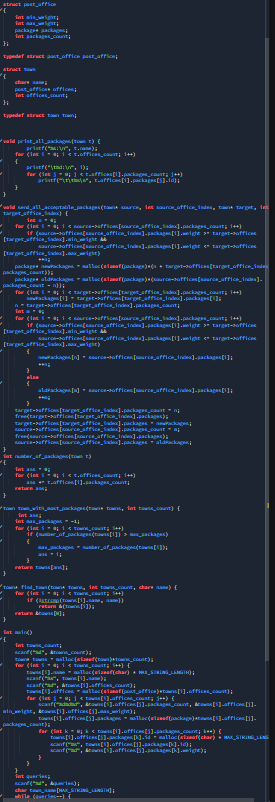 struct post_office
{
    int min_weight;
    int max_weight;
    package* packages;
    int packages_count;
};

typedef struct post_office post_office;

struct town
{
    char* name;
    post_office* offices;
    int offices_count;
};

typedef struct town town;

void print_all_packages(town t) {
    printf("%s:\n", t.name);
    for (int i = 0; i < t.offices_count; i++)
    {
        printf("\t%d:\n", i);
        for (int j = 0; j < t.offices[i].packages_count; j++)
            printf("\t\t%s\n", t.offices[i].packages[j].id);
    }
}

void send_all_acceptable_packages(town* source, int source_office_index, town* target, int
target_office_index) {
    int n = 0;
    for (int i = 0; i < source->offices[source_office_index].packages_count; i++)
        if (source->offices[source_office_index].packages[i].weight >= target->offices
[target_office_index].min_weight &&
            source->offices[source_office_index].packages[i].weight <= target->offices
[target_office_index].max_weight)
            ++n;
    package* newPackages = malloc(sizeof(package)*(n + target->offices[target_office_index].
packages_count));
    package* oldPackages = malloc(sizeof(package)*(source->offices[source_office_index].
packages_count - n));
    for (int i = 0; i < target->offices[target_office_index].packages_count; i++)
        newPackages[i] = target->offices[target_office_index].packages[i];
    n = target->offices[target_office_index].packages_count;
    int m = 0;
    for (int i = 0; i < source->offices[source_office_index].packages_count; i++)
        if (source->offices[source_office_index].packages[i].weight >= target->offices
[target_office_index].min_weight &&
            source->offices[source_office_index].packages[i].weight <= target->offices
[target_office_index].max_weight)
        {
            newPackages[n] = source->offices[source_office_index].packages[i];
            ++n;
        }
        else
        {
            oldPackages[m] = source->offices[source_office_index].packages[i];
            ++m;
        }
    target->offices[target_office_index].packages_count = n;
    free(target->offices[target_office_index].packages);
    target->offices[target_office_index].packages = newPackages;
    source->offices[source_office_index].packages_count = m;
    free(source->offices[source_office_index].packages);
    source->offices[source_office_index].packages = oldPackages;
}
int number_of_packages(town t)
{
    int ans = 0;
    for (int i = 0; i < t.offices_count; i++)
        ans += t.offices[i].packages_count;
    return ans;
}

town town_with_most_packages(town* towns, int towns_count) {
    int ans;
    int max_packages = -1;
    for (int i = 0; i < towns_count; i++)
        if (number_of_packages(towns[i]) > max_packages)
        {
            max_packages = number_of_packages(towns[i]);
            ans = i;
        }
    return towns[ans];
}

town* find_town(town* towns, int towns_count, char* name) {
    for (int i = 0; i < towns_count; i++)
        if (!strcmp(towns[i].name, name))
            return &(towns[i]);
    return &towns[0];
}

int main()
{
    int towns_count;
    scanf("%d", &towns_count);
    town* towns = malloc(sizeof(town)*towns_count);
    for (int i = 0; i < towns_count; i++) {
        towns[i].name = malloc(sizeof(char) * MAX_STRING_LENGTH);
        scanf("%s", towns[i].name);
        scanf("%d", &towns[i].offices_count);
        towns[i].offices = malloc(sizeof(post_office)*towns[i].offices_count);
        for (int j = 0; j < towns[i].offices_count; j++) {
            scanf("%d%d%d", &towns[i].offices[j].packages_count, &towns[i].offices[j].
min_weight, &towns[i].offices[j].max_weight);
            towns[i].offices[j].packages = malloc(sizeof(package)*towns[i].offices[j].
packages_count);
            for (int k = 0; k < towns[i].offices[j].packages_count; k++) {
                towns[i].offices[j].packages[k].id = malloc(sizeof(char) * MAX_STRING_LENGTH
                scanf("%s", towns[i].offices[j].packages[k].id);
                scanf("%d", &towns[i].offices[j].packages[k].weight);
            }
        }
    }
    int queries;
    scanf("%d", &queries);
    char town_name[MAX_STRING_LENGTH];
    while (queries--) {